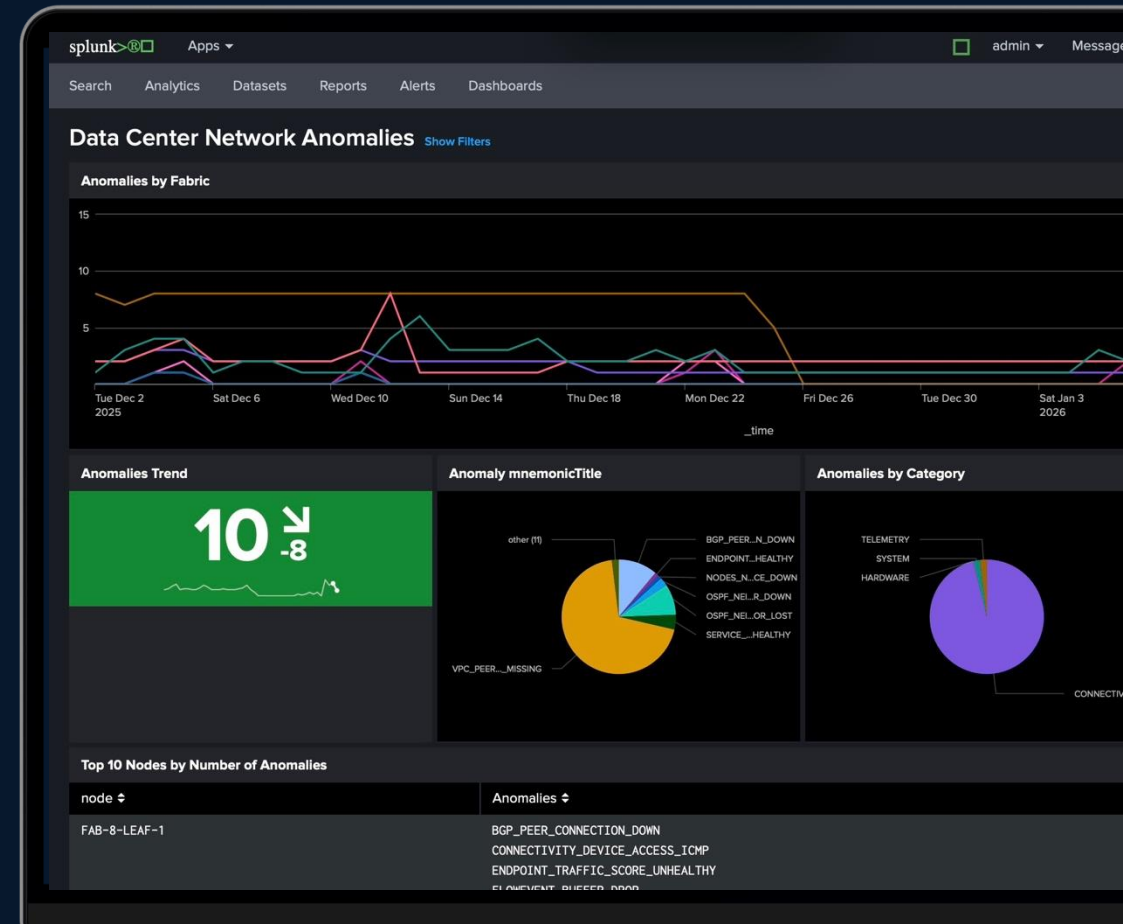 splunk>®
Apps
admin
Message
Search Analytics Datasets Reports Alerts Dashboards
Data Center Network Anomalies Show Filters
Anomalies by Fabric
15
10
5
Tue Dec 2 Sat Dec 6 Wed Dec 10 Sun Dec 14 Thu Dec 18 Mon Dec 22 Fri Dec 26 Tue Dec 30 Sat Jan 3
2025 2026
_time
Anomalies Trend
10
-8
Anomaly mnemonicTitle
other (11)
VPC_PEER..._MISSING
BGP_PEER...N_DOWN
ENDPOINT...HEALTHY
NODES_N...CE_DOWN
OSPF_NEI...R_DOWN
OSPF_NEI...OR_LOST
SERVICE_...HEALTHY
Anomalies by Category
TELEMETRY
SYSTEM
HARDWARE
CONNECTIV
Top 10 Nodes by Number of Anomalies
node Anomalies
FAB-8-LEAF-1 BGP_PEER_CONNECTION_DOWN
CONNECTIVITY_DEVICE_ACCESS_ICMP
ENDPOINT_TRAFFIC_SCORE_UNHEALTHY